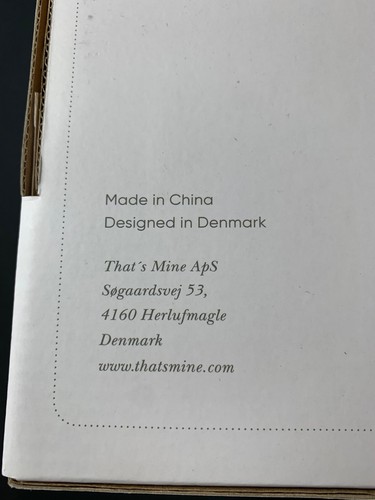 Made in China
Designed in Denmark
That´s Mine ApS
Søgaardsvej 53,
4160 Herlufmagle
Denmark
www.thatsmine.com